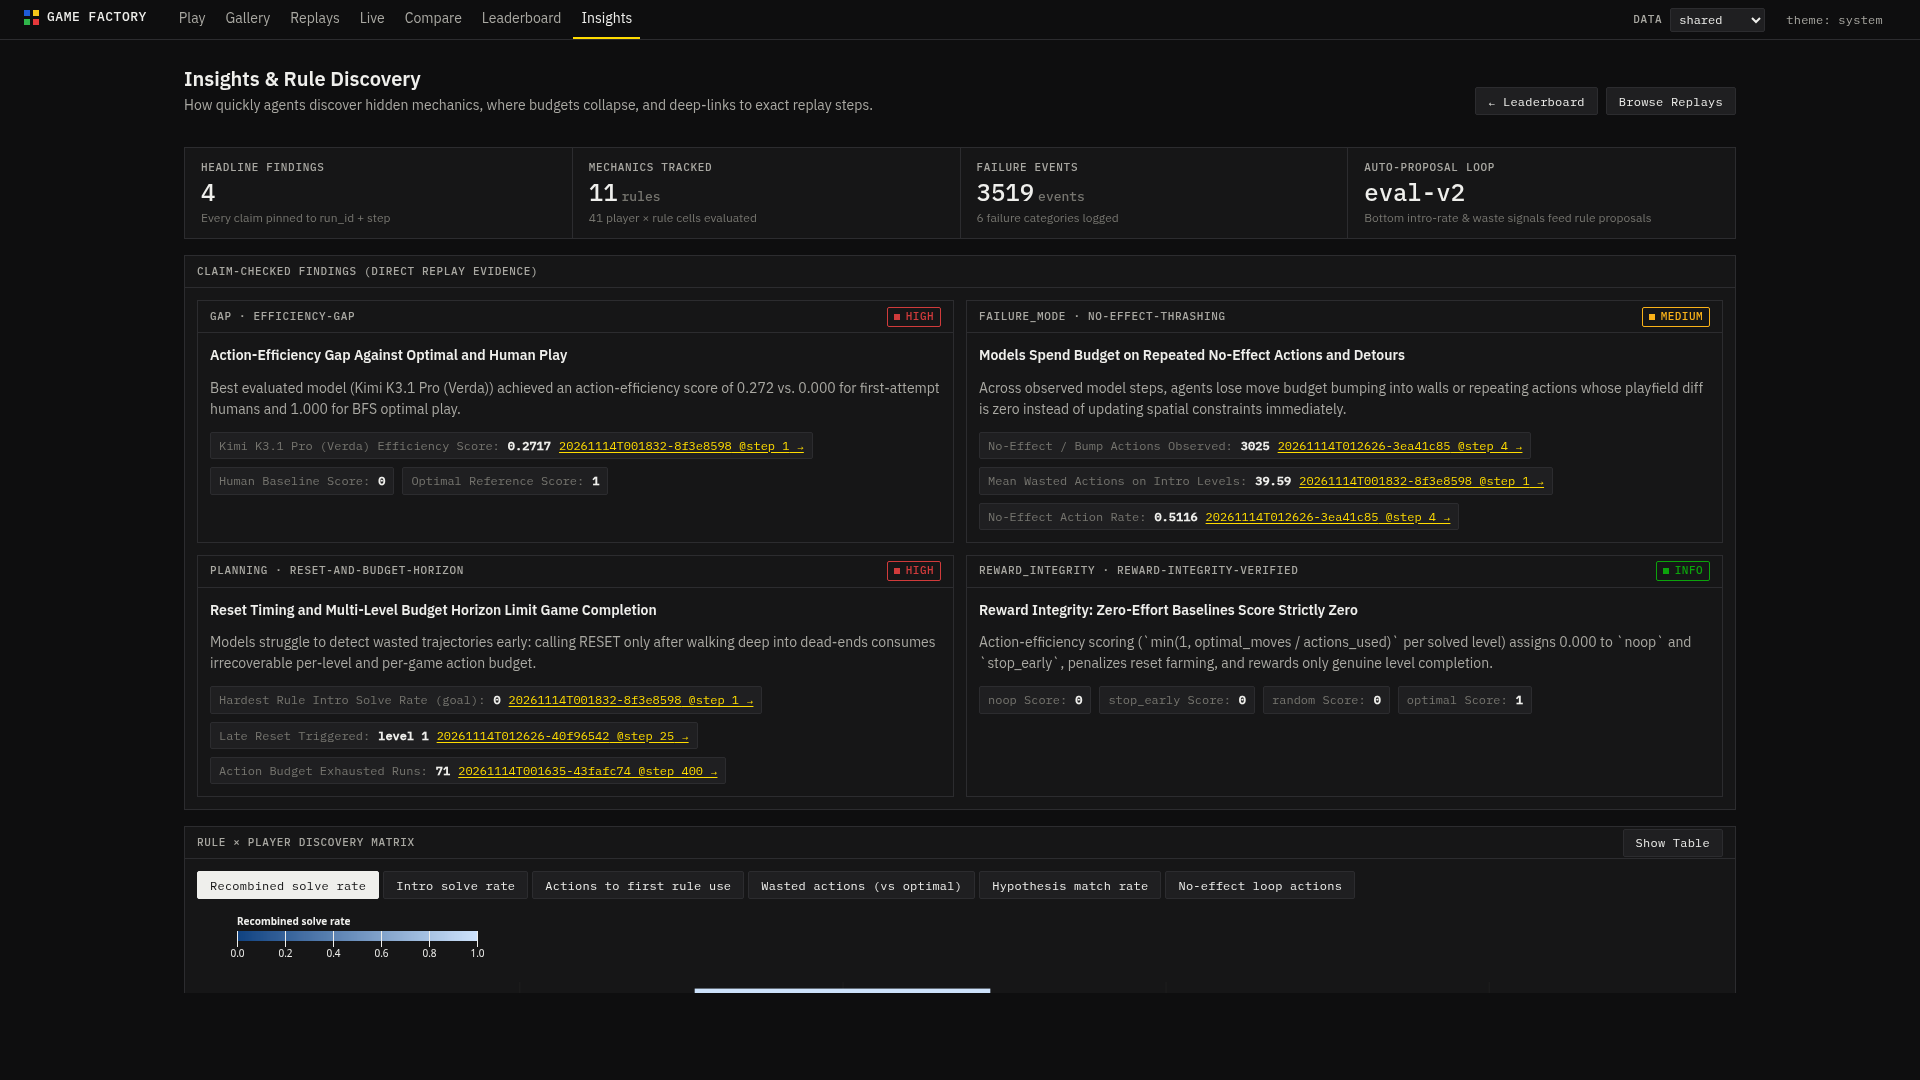 GAME FACTORY
Play Gallery Replays Live Compare Leaderboard Insights
DATA shared theme: system
Insights & Rule Discovery
How quickly agents discover hidden mechanics, where budgets collapse, and deep-links to exact replay steps.
← Leaderboard
Browse Replays
HEADLINE FINDINGS
4
Every claim pinned to run_id + step
MECHANICS TRACKED
11 rules
41 player × rule cells evaluated
FAILURE EVENTS
3519 events
6 failure categories logged
AUTO-PROPOSAL LOOP
eval-v2
Bottom intro-rate & waste signals feed rule proposals
CLAIM-CHECKED FINDINGS (DIRECT REPLAY EVIDENCE)
GAP · EFFICIENCY-GAP
HIGH
Action-Efficiency Gap Against Optimal and Human Play
Best evaluated model (Kimi K3.1 Pro (Verda)) achieved an action-efficiency score of 0.272 vs. 0.000 for first-attempt
humans and 1.000 for BFS optimal play.
Kimi K3.1 Pro (Verda) Efficiency Score: 0.2717 20261114T001832-8f3e8598 @step 1 →
Human Baseline Score: 0
Optimal Reference Score: 1
FAILURE_MODE · NO-EFFECT-THRASHING
MEDIUM
Models Spend Budget on Repeated No-Effect Actions and Detours
Across observed model steps, agents lose move budget bumping into walls or repeating actions whose playfield diff
is zero instead of updating spatial constraints immediately.
No-Effect / Bump Actions Observed: 3025 20261114T012626-3ea41c85 @step 4 →
Mean Wasted Actions on Intro Levels: 39.59 20261114T001832-8f3e8598 @step 1 →
No-Effect Action Rate: 0.5116 20261114T012626-3ea41c85 @step 4 →
PLANNING · RESET-AND-BUDGET-HORIZON
HIGH
Reset Timing and Multi-Level Budget Horizon Limit Game Completion
Models struggle to detect wasted trajectories early: calling RESET only after walking deep into dead-ends consumes
irrecoverable per-level and per-game action budget.
Hardest Rule Intro Solve Rate (goal): 0 20261114T001832-8f3e8598 @step 1 →
Late Reset Triggered: level 1 20261114T012626-40f96542 @step 25 →
Action Budget Exhausted Runs: 71 20261114T001635-43fafc74 @step 400 →
REWARD_INTEGRITY · REWARD-INTEGRITY-VERIFIED
INFO
Reward Integrity: Zero-Effort Baselines Score Strictly Zero
Action-efficiency scoring (`min(1, optimal_moves / actions_used)` per solved level) assigns 0.000 to `noop` and
`stop_early`, penalizes reset farming, and rewards only genuine level completion.
noop Score: 0
stop_early Score: 0
random Score: 0
optimal Score: 1
RULE × PLAYER DISCOVERY MATRIX
Show Table
Recombined solve rate
Intro solve rate
Actions to first rule use
Wasted actions (vs optimal)
Hypothesis match rate
No-effect loop actions
Recombined solve rate
0.0 0.2 0.4 0.6 0.8 1.0